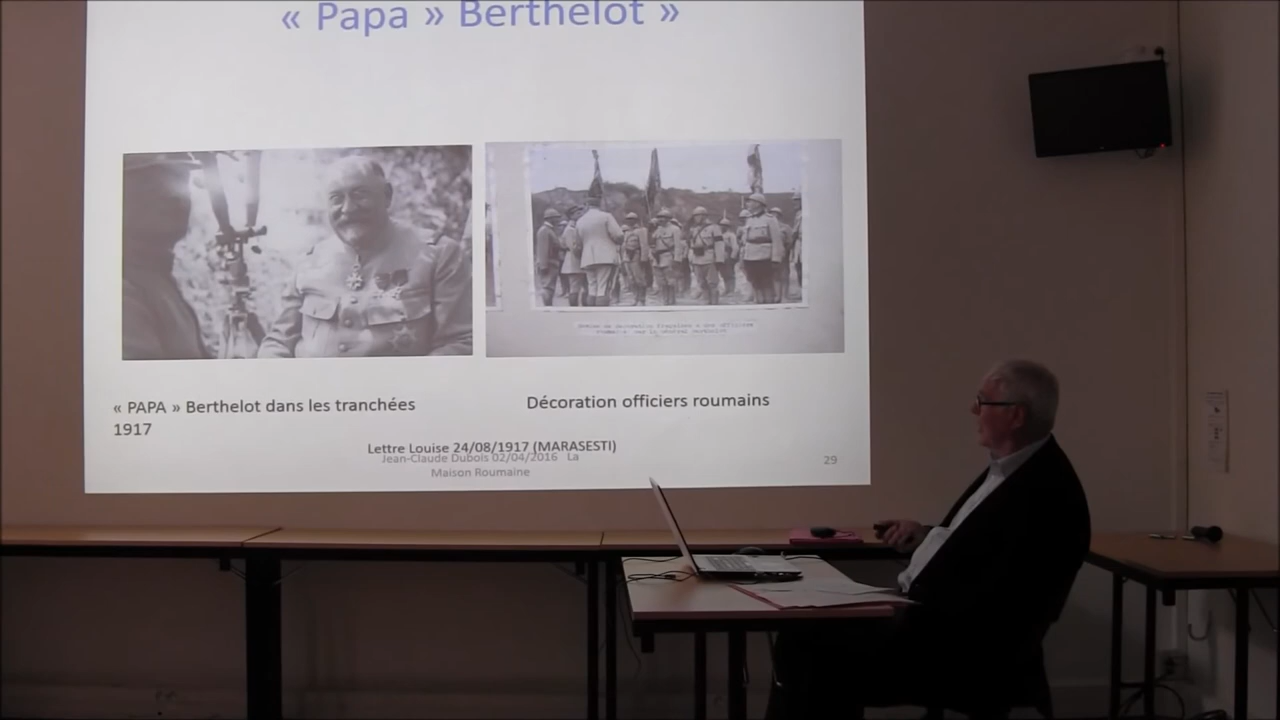 « Papa » Berthelot »
« PAPA » Berthelot dans les tranchées
1917
Décoration officiers roumains
Lettre Louise 24/08/1917 (MARASESTI)
Jean-Claude Dubois 02/04/2016 La
Maison Roumaine
29